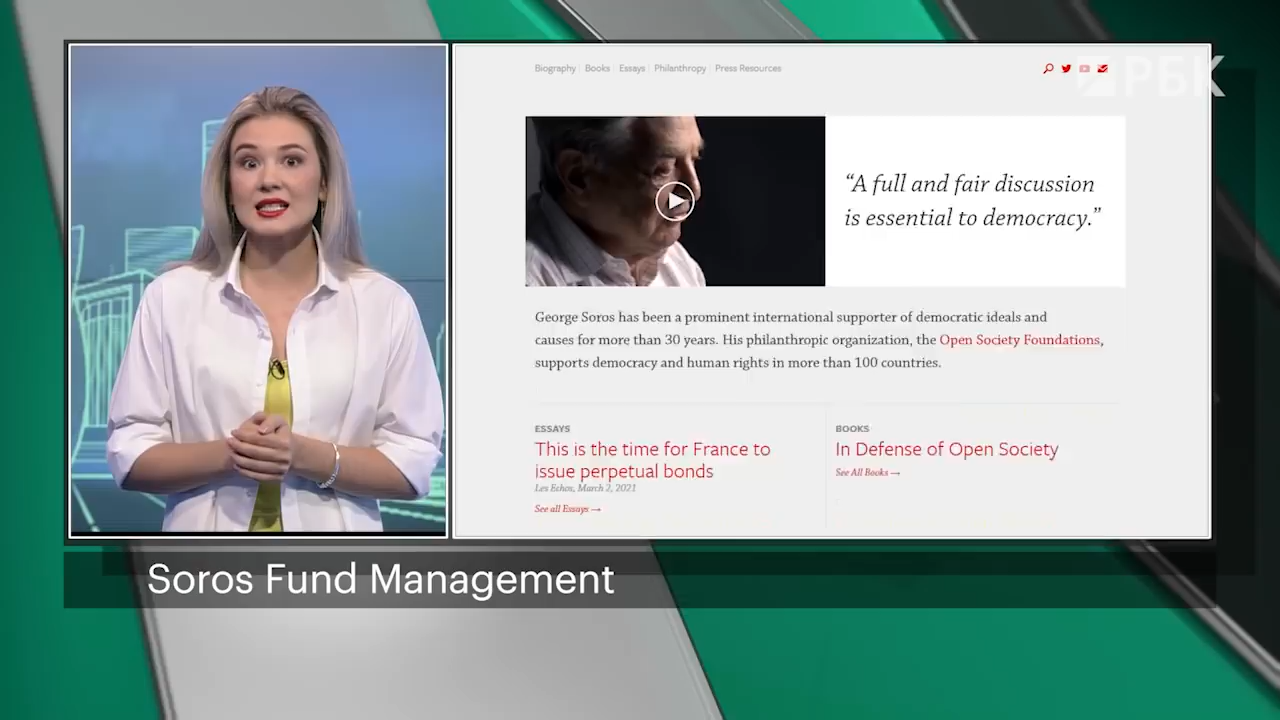 Biography Books Essays Philanthropy Press Resources
РБК
“A full and fair discussion
is essential to democracy.”
George Soros has been a prominent international supporter of democratic ideals and
causes for more than 30 years. His philanthropic organization, the Open Society Foundations,
supports democracy and human rights in more than 100 countries.
ESSAYS
This is the time for France to
issue perpetual bonds
Les Echos, March 2, 2021
See all Essays →
BOOKS
In Defense of Open Society
See All Books →
Soros Fund Management